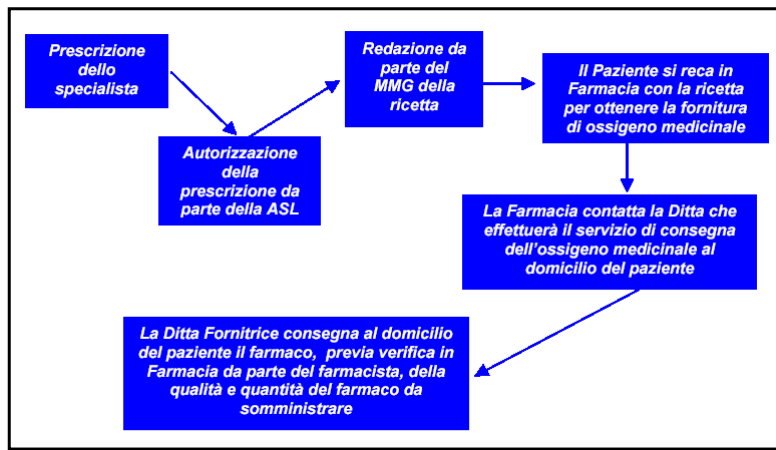 Prescrizione
dello
specialista
Autorizzazione
della
prescrizione da
parte della ASL
Redazione da
parte del
MMG della
ricetta
Il Paziente si reca in
Farmacia con la ricetta
per ottenere la fornitura
di ossigeno medicinale
La Farmacia contatta la Ditta che
effettuerà il servizio di consegna
dell'ossigeno medicinale al
domicilio del paziente
La Ditta Fornitrice consegna al domicilio
del paziente il farmaco, previa verifica in
Farmacia da parte del farmacista, della
qualità e quantità del farmaco da
somministrare